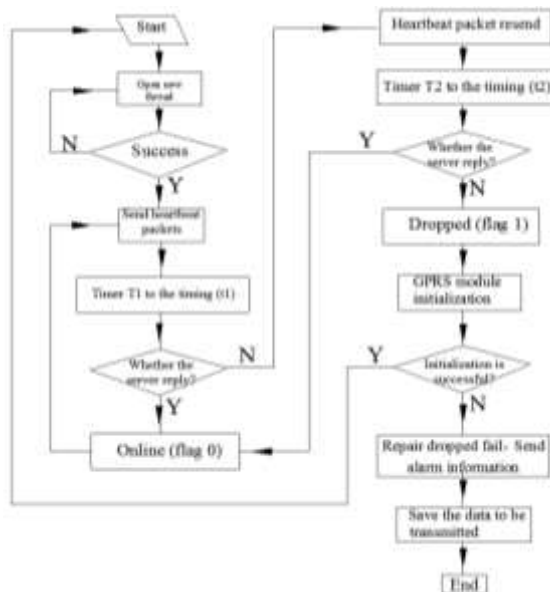 Start
Open new
thread
N
Success
Y
Send heartbeat
packets
Timer T1 to the timing (t1)
Whether the
server reply?
N
Y
Online (flag 0)
Heartbeat packet resend
Timer T2 to the timing (t2)
Y
Whether the
server reply?
N
Dropped (flag 1)
GPRS module
initialization
Y
Initialization is
successful?
N
Repair dropped fail- Send
alarm information
Save the data to be
transmitted
End